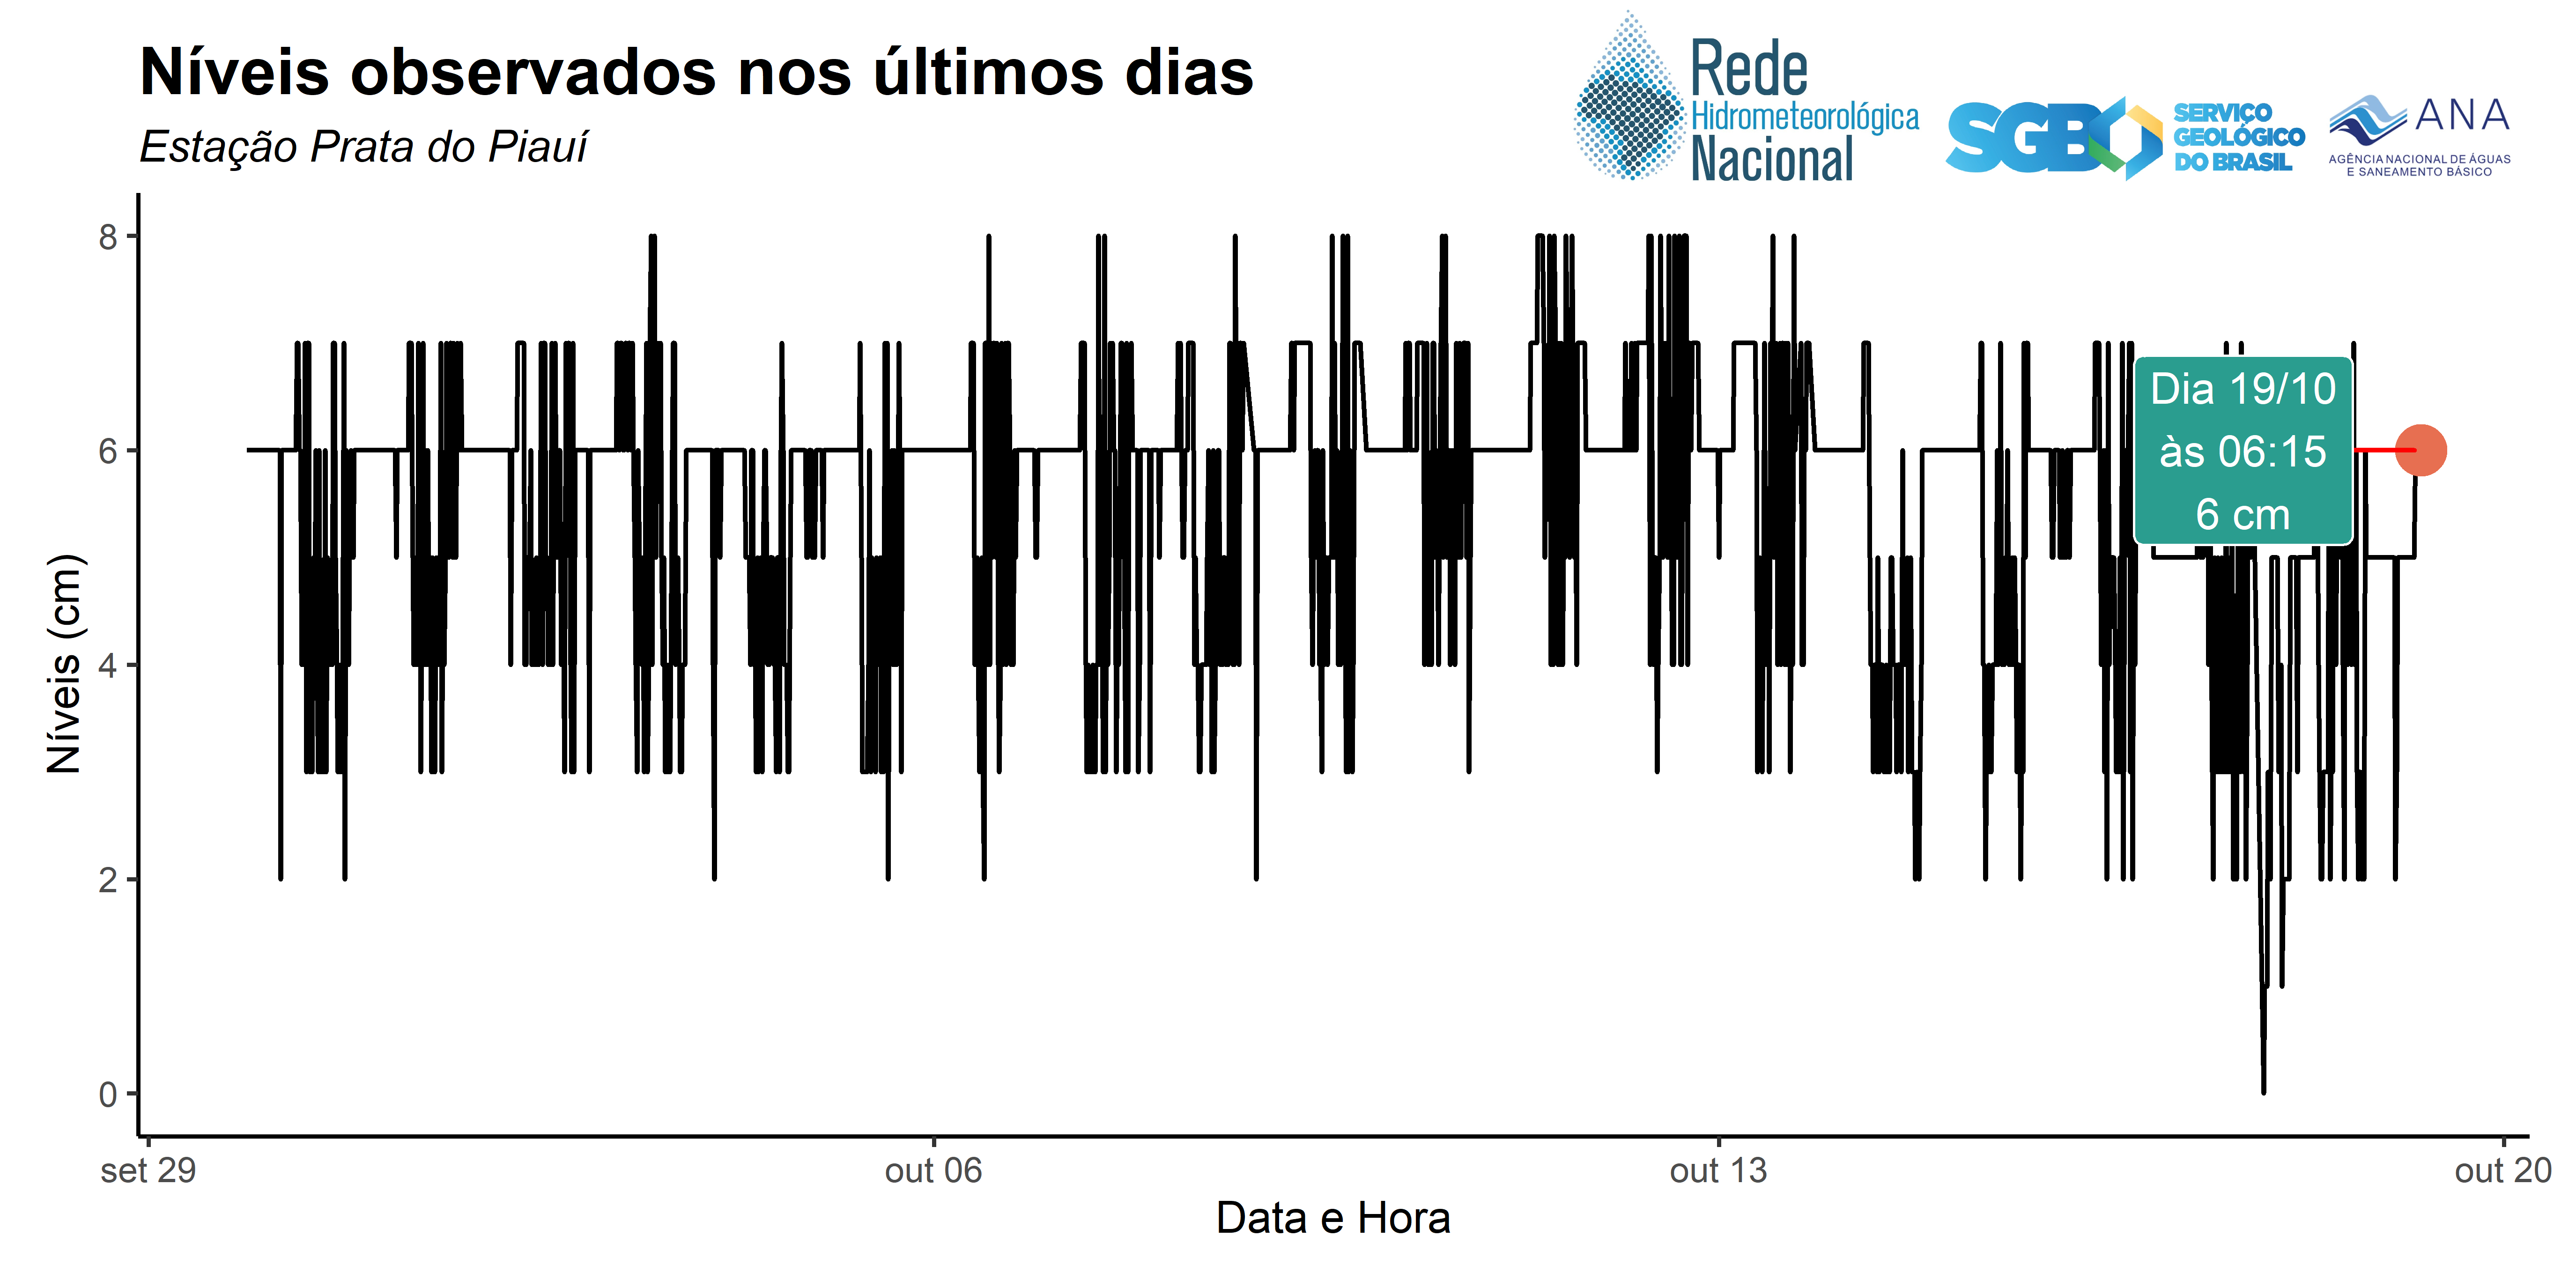 Níveis observados nos últimos dias
Estação Prata do Piauí
Rede
Hidrometeorológica
Nacional
SGB
SERVIÇO
GEOLÓGICO
DO BRASIL
ANA
AGÊNCIA NACIONAL DE ÁGUAS
E SANEAMENTO BÁSICO
Níveis (cm)
8
6
4
2
0
Dia 19/10
às 06:15
6 cm
set 29
out 06
out 13
out 20
Data e Hora